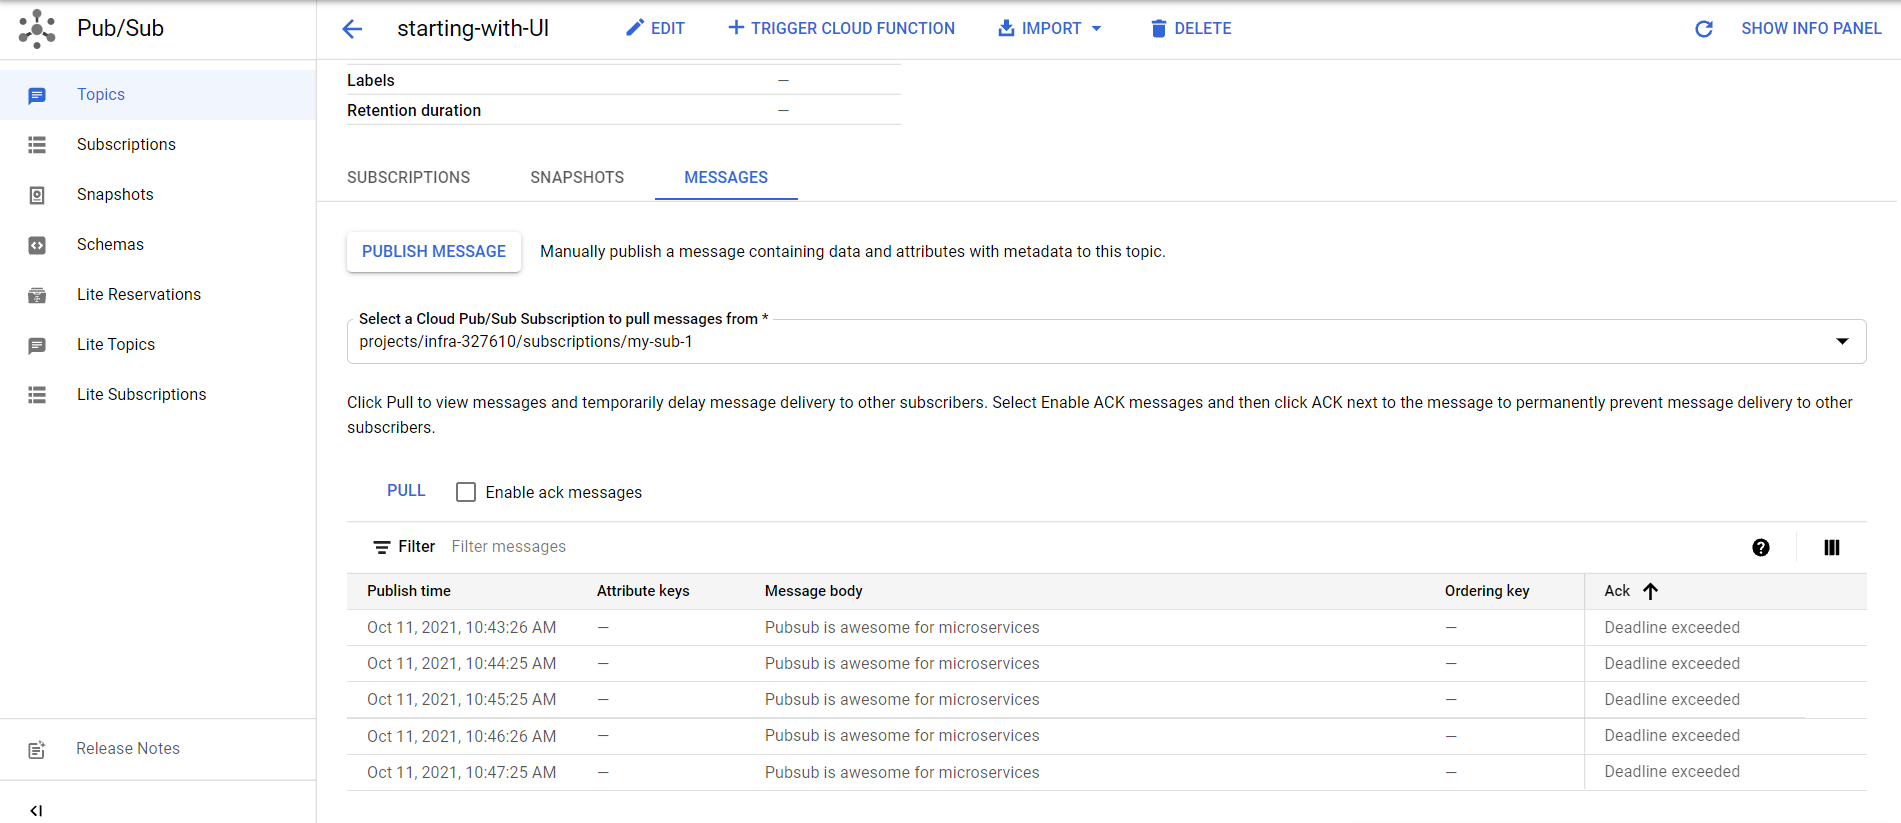 Pub/Sub
starting-with-UI
EDIT
TRIGGER CLOUD FUNCTION
IMPORT
DELETE
SHOW INFO PANEL
Topics
Subscriptions
Snapshots
Schemas
Lite Reservations
Lite Topics
Lite Subscriptions
Release Notes
Labels —
Retention duration —
SUBSCRIPTIONS SNAPSHOTS MESSAGES
PUBLISH MESSAGE Manually publish a message containing data and attributes with metadata to this topic.
Select a Cloud Pub/Sub Subscription to pull messages from *
projects/infra-327610/subscriptions/my-sub-1
Click Pull to view messages and temporarily delay message delivery to other subscribers. Select Enable ACK messages and then click ACK next to the message to permanently prevent message delivery to other
subscribers.
PULL Enable ack messages
Filter Filter messages
Publish time Attribute keys Message body Ordering key Ack
Oct 11, 2021, 10:43:26 AM — Pubsub is awesome for microservices — Deadline exceeded
Oct 11, 2021, 10:44:25 AM — Pubsub is awesome for microservices — Deadline exceeded
Oct 11, 2021, 10:45:25 AM — Pubsub is awesome for microservices — Deadline exceeded
Oct 11, 2021, 10:46:26 AM — Pubsub is awesome for microservices — Deadline exceeded
Oct 11, 2021, 10:47:25 AM — Pubsub is awesome for microservices — Deadline exceeded